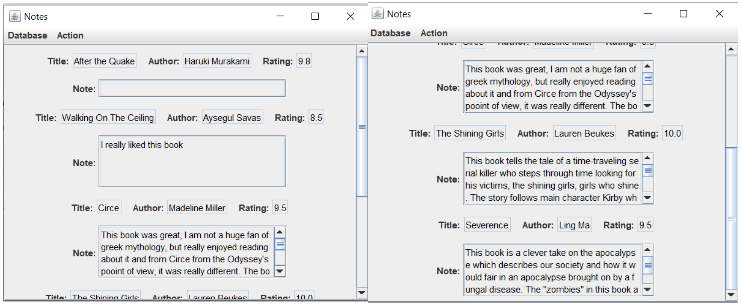 Notes
Database Action
Title: After the Quake Author: Haruki Murakami Rating: 9.8
Note:
Title: Walking On The Ceiling Author: Aysegul Savas Rating: 8.5
I really liked this book
Note:
Title: Circe Author: Madeline Miller Rating: 9.5
This book was great, I am not a huge fan of
greek mythology, but really enjoyed reading
Note:
about it and from Circe from the Odyssey's
pooint of view, it was really different. The bo
Title: The Shining Girls Author: Lauren Beukes Rating: 10.0
Notes
Database Action
Title: Circe Author: Madeline Miller Rating: 9.5
This book was great, I am not a huge fan of
greek mythology, but really enjoyed reading
Note:
about it and from Circe from the Odyssey's
pooint of view, it was really different. The bo
Title: The Shining Girls Author: Lauren Beukes Rating: 10.0
This book tells the tale of a time-traveling se
rial killer who steps through time looking for
Note:
his victims, the shining girls, girls who shine
. The story follows main character Kirby wh
Title: Severence Author: Ling Ma Rating: 9.5
This book is a clever take on the apocalyps
e which describes our society and how it w
Note:
ould fair in an apocalypse brought on by a f
ungal disease. The "zombies" in this book a